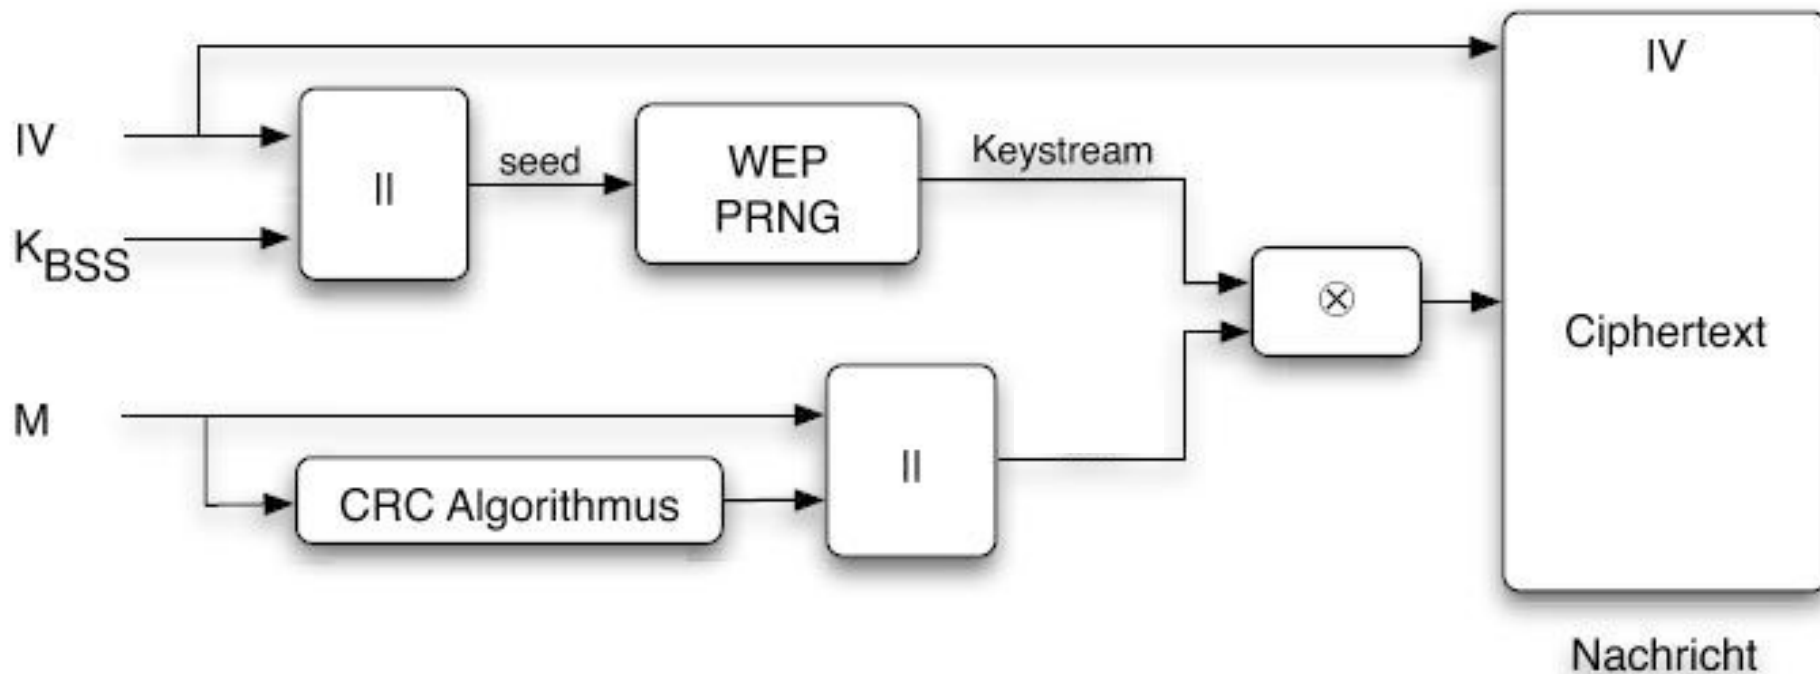 IV
IV
seed
WEP
PRNG
Keystream
II
K_BSS
⊗
Ciphertext
M
II
CRC Algorithmus
Nachricht